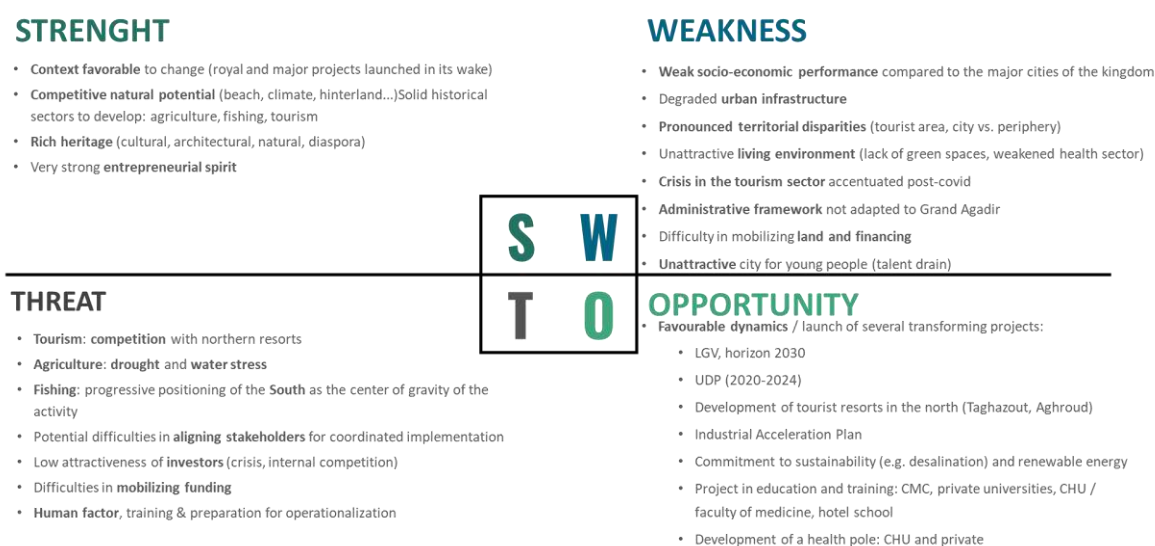 STRENGHT
• Context favorable to change (royal and major projects launched in its wake)
• Competitive natural potential (beach, climate, hinterland...)Solid historical
sectors to develop: agriculture, fishing, tourism
• Rich heritage (cultural, architectural, natural, diaspora)
• Very strong entrepreneurial spirit
WEAKNESS
• Weak socio-economic performance compared to the major cities of the kingdom
• Degraded urban infrastructure
• Pronounced territorial disparities (tourist area, city vs. periphery)
• Unattractive living environment (lack of green spaces, weakened health sector)
• Crisis in the tourism sector accentuated post-covid
• Administrative framework not adapted to Grand Agadir
• Difficulty in mobilizing land and financing
• Unattractive city for young people (talent drain)
S W
T O
THREAT
• Tourism: competition with northern resorts
• Agriculture: drought and water stress
• Fishing: progressive positioning of the South as the center of gravity of the
activity
• Potential difficulties in aligning stakeholders for coordinated implementation
• Low attractiveness of investors (crisis, internal competition)
• Difficulties in mobilizing funding
• Human factor, training & preparation for operationalization
OPPORTUNITY
• Favourable dynamics / launch of several transforming projects:
• LGV, horizon 2030
• UDP (2020-2024)
• Development of tourist resorts in the north (Taghazout, Aghroud)
• Industrial Acceleration Plan
• Commitment to sustainability (e.g. desalination) and renewable energy
• Project in education and training: CMC, private universities, CHU /
faculty of medicine, hotel school
• Development of a health pole: CHU and private